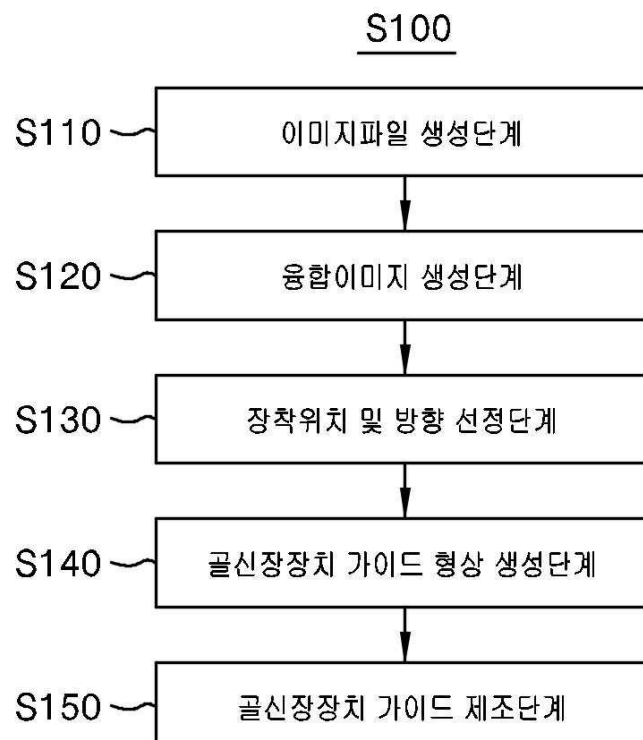 S100
S110 이미지파일 생성단계
S120 융합이미지 생성단계
S130 장착위치 및 방향 선정단계
S140 골신장장치 가이드 형상 생성단계
S150 골신장장치 가이드 제조단계